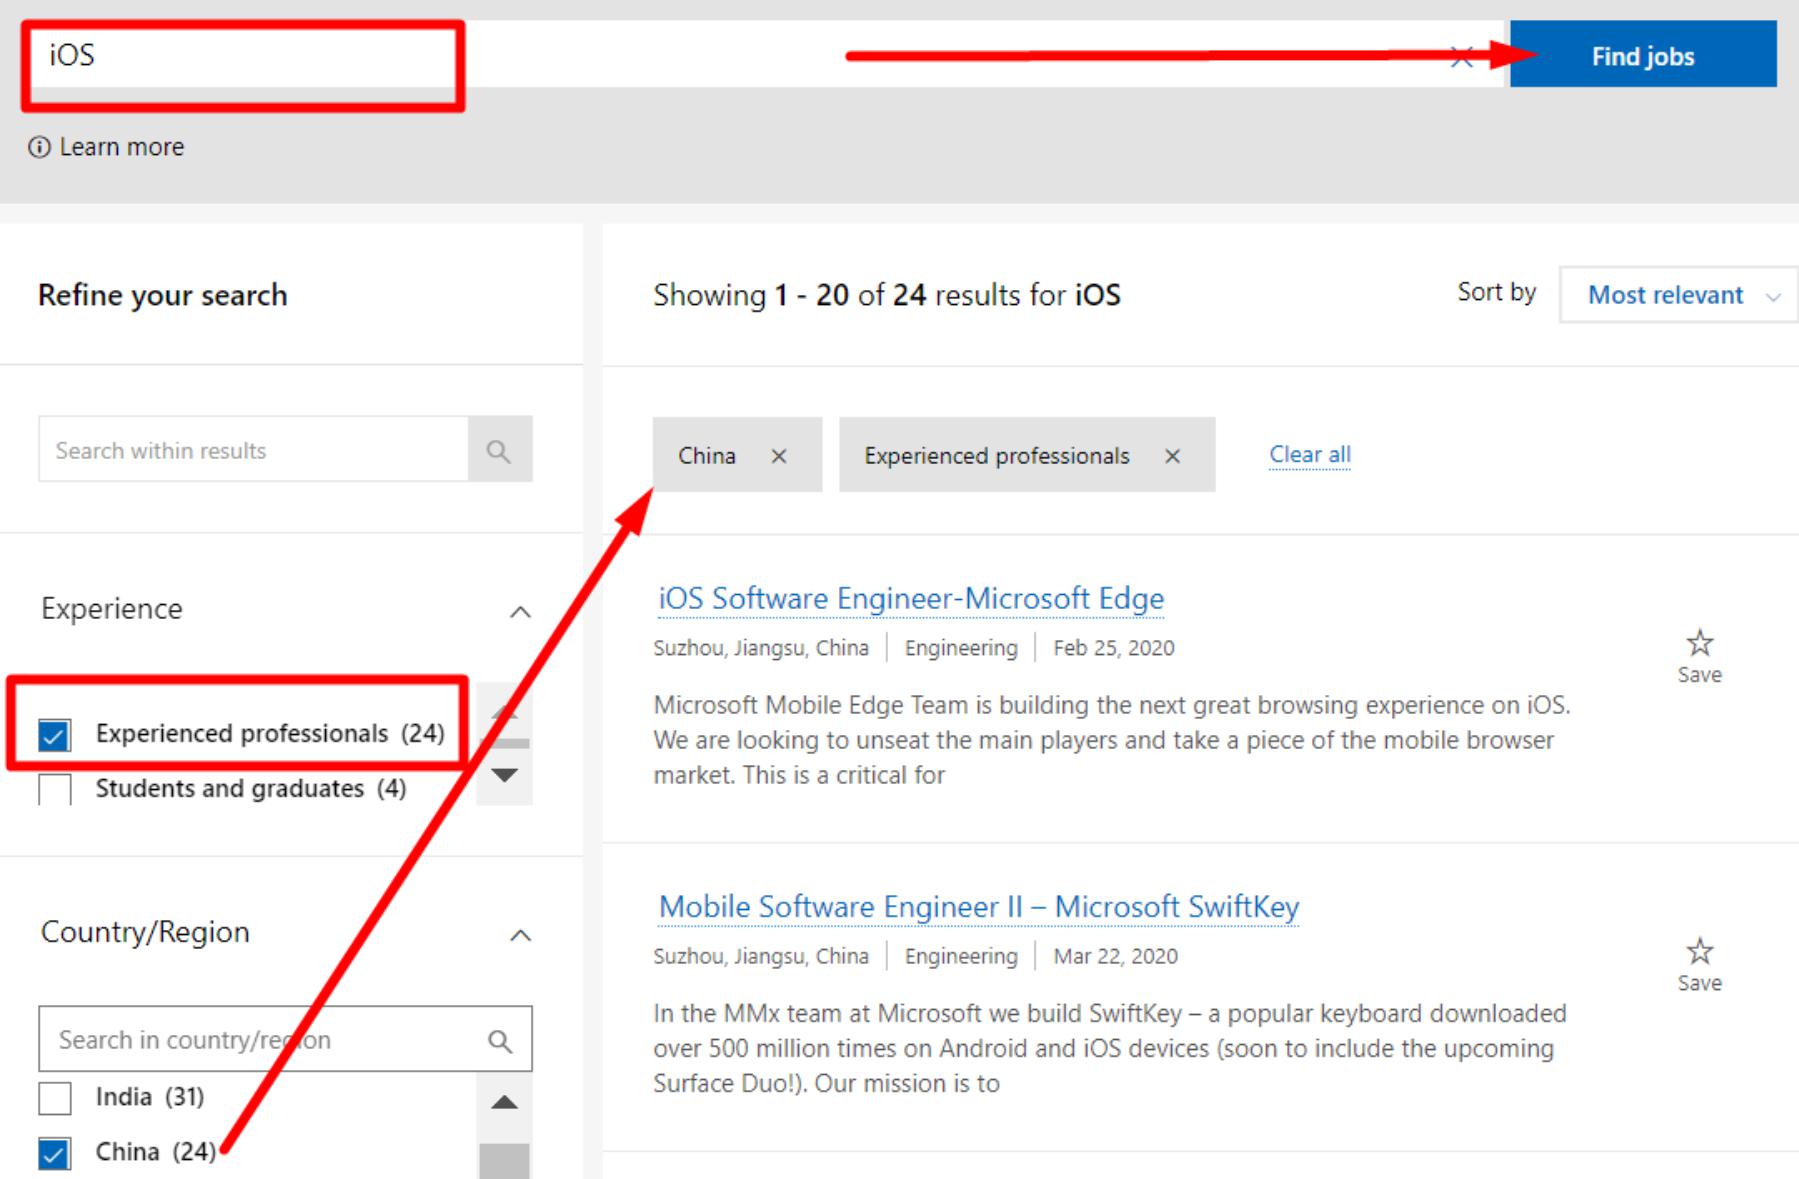 iOS
Find jobs
Learn more
Refine your search
Search within results
Experience
Experienced professionals (24)
Students and graduates (4)
Country/Region
Search in country/region
India (31)
China (24)
Showing 1 - 20 of 24 results for iOS
Sort by
Most relevant
China
Experienced professionals
Clear all
iOS Software Engineer-Microsoft Edge
Suzhou, Jiangsu, China | Engineering | Feb 25, 2020
Save
Microsoft Mobile Edge Team is building the next great browsing experience on iOS.
We are looking to unseat the main players and take a piece of the mobile browser
market. This is a critical for
Mobile Software Engineer II – Microsoft SwiftKey
Suzhou, Jiangsu, China | Engineering | Mar 22, 2020
Save
In the MMx team at Microsoft we build SwiftKey – a popular keyboard downloaded
over 500 million times on Android and iOS devices (soon to include the upcoming
Surface Duo!). Our mission is to